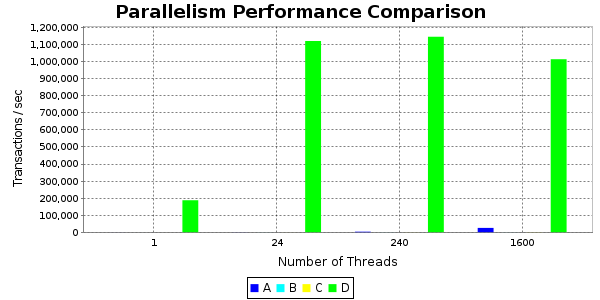 Parallelism Performance Comparison
1,200,000
1,100,000
1,000,000
900,000
800,000
700,000
600,000
500,000
400,000
300,000
200,000
100,000
0
Transactions / sec
1 24 240 1600
Number of Threads
A B C D